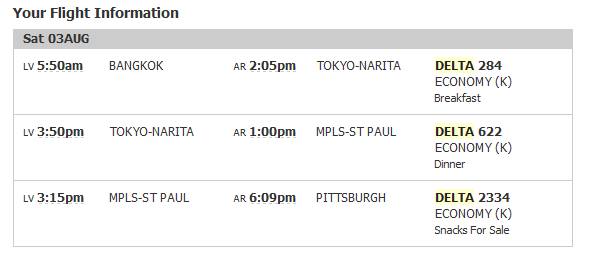 Your Flight Information
Sat 03AUG
LV 5:50am BANGKOK AR 2:05pm TOKYO-NARITA DELTA 284
ECONOMY (K)
Breakfast
LV 3:50pm TOKYO-NARITA AR 1:00pm MPLS-ST PAUL DELTA 622
ECONOMY (K)
Dinner
LV 3:15pm MPLS-ST PAUL AR 6:09pm PITTSBURGH DELTA 2334
ECONOMY (K)
Snacks For Sale